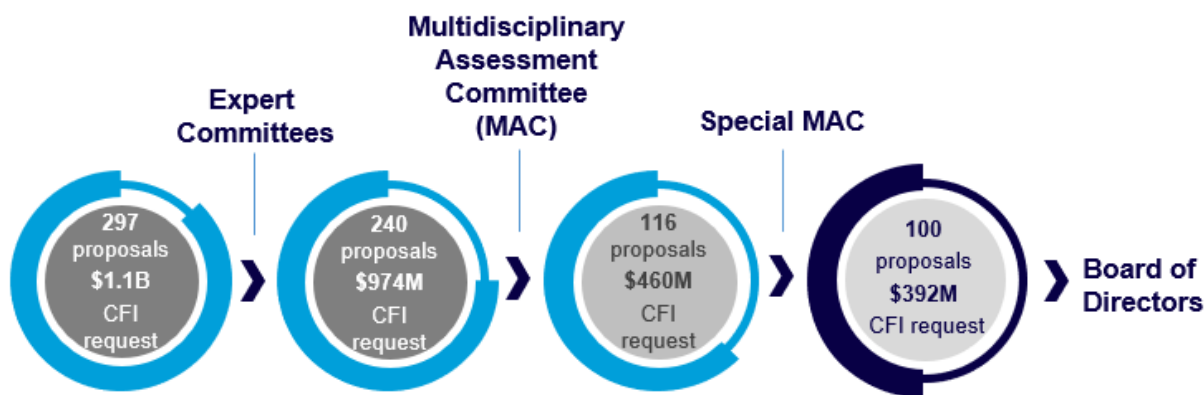 Expert
Committees
Multidisciplinary
Assessment
Committee
(MAC)
Special MAC
297
proposals
$1.1B
CFI
request
240
proposals
$974M
CFI
request
116
proposals
$460M
CFI
request
100
proposals
$392M
CFI request
Board of
Directors